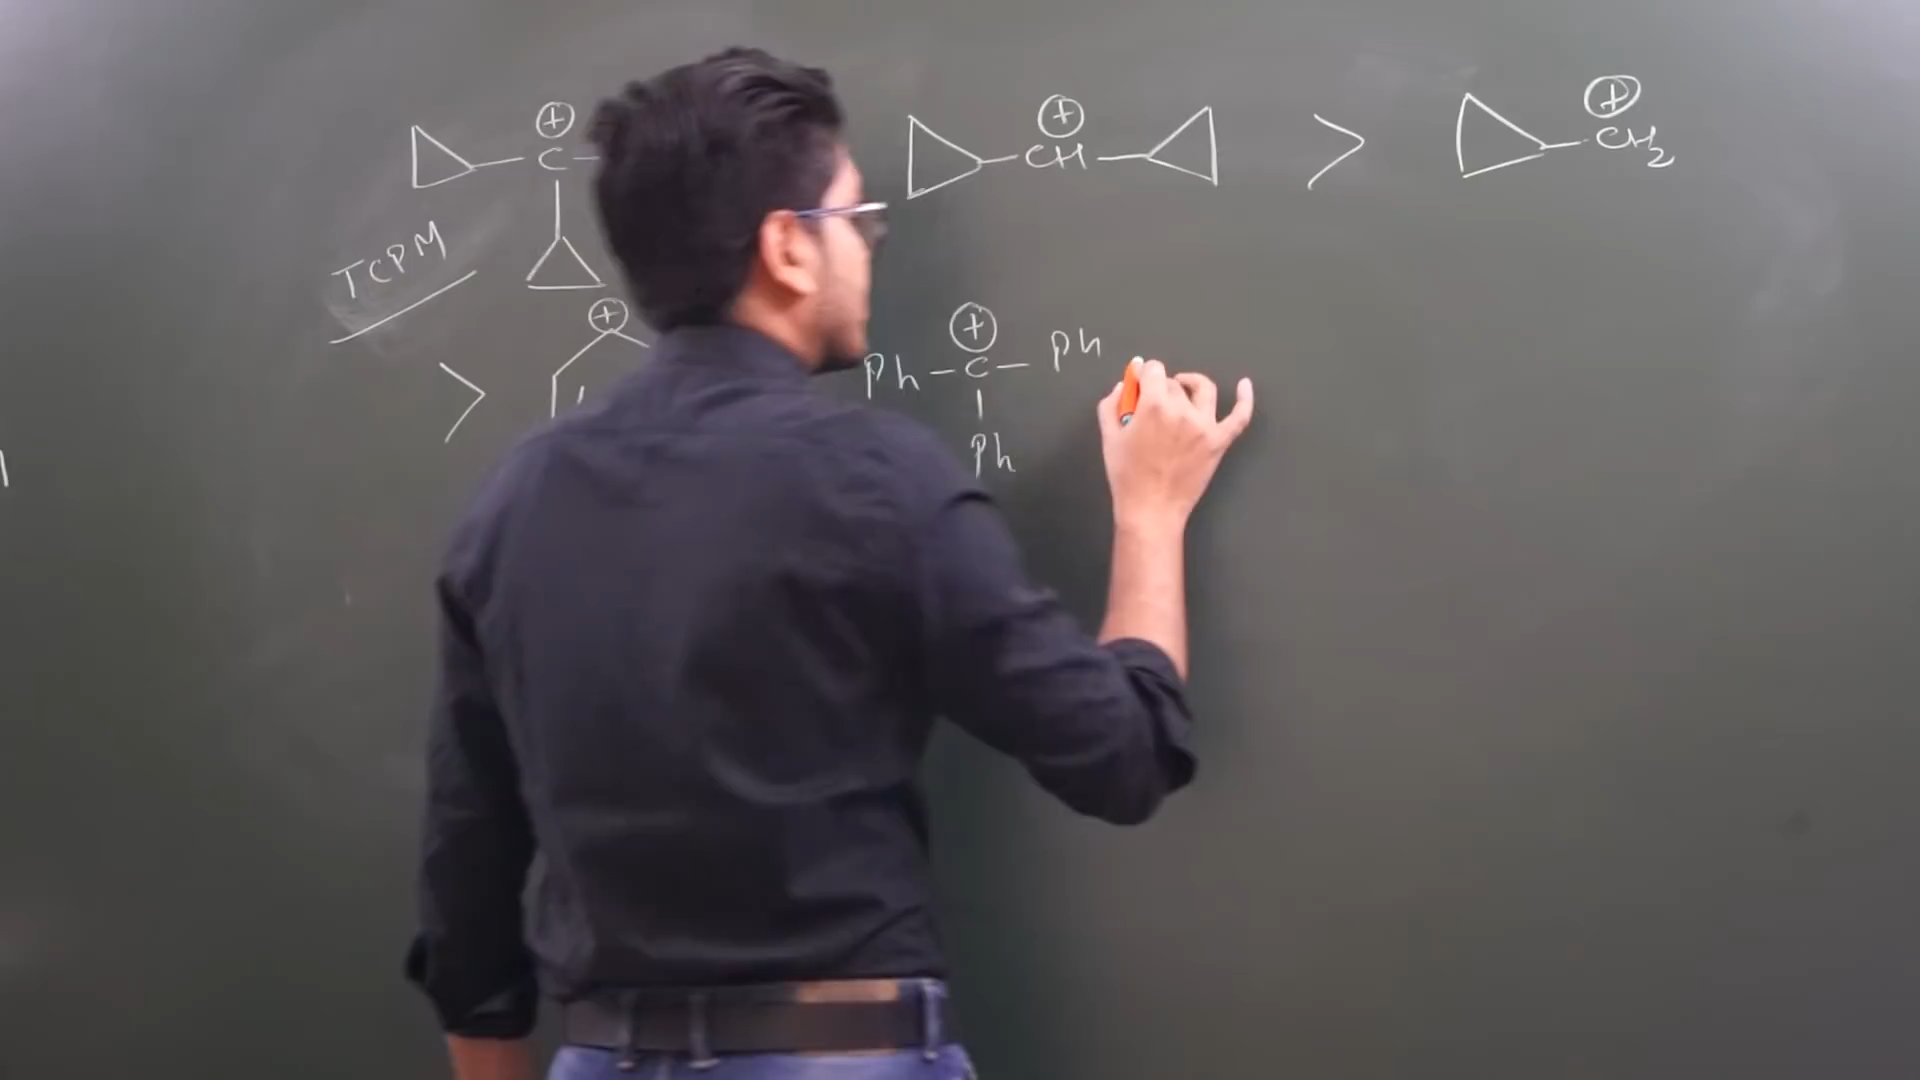 ⊕ ⊕ ⊕
C CH > CH₂
TCPM
⊕ ⊕
> Ph - C - Ph
Ph